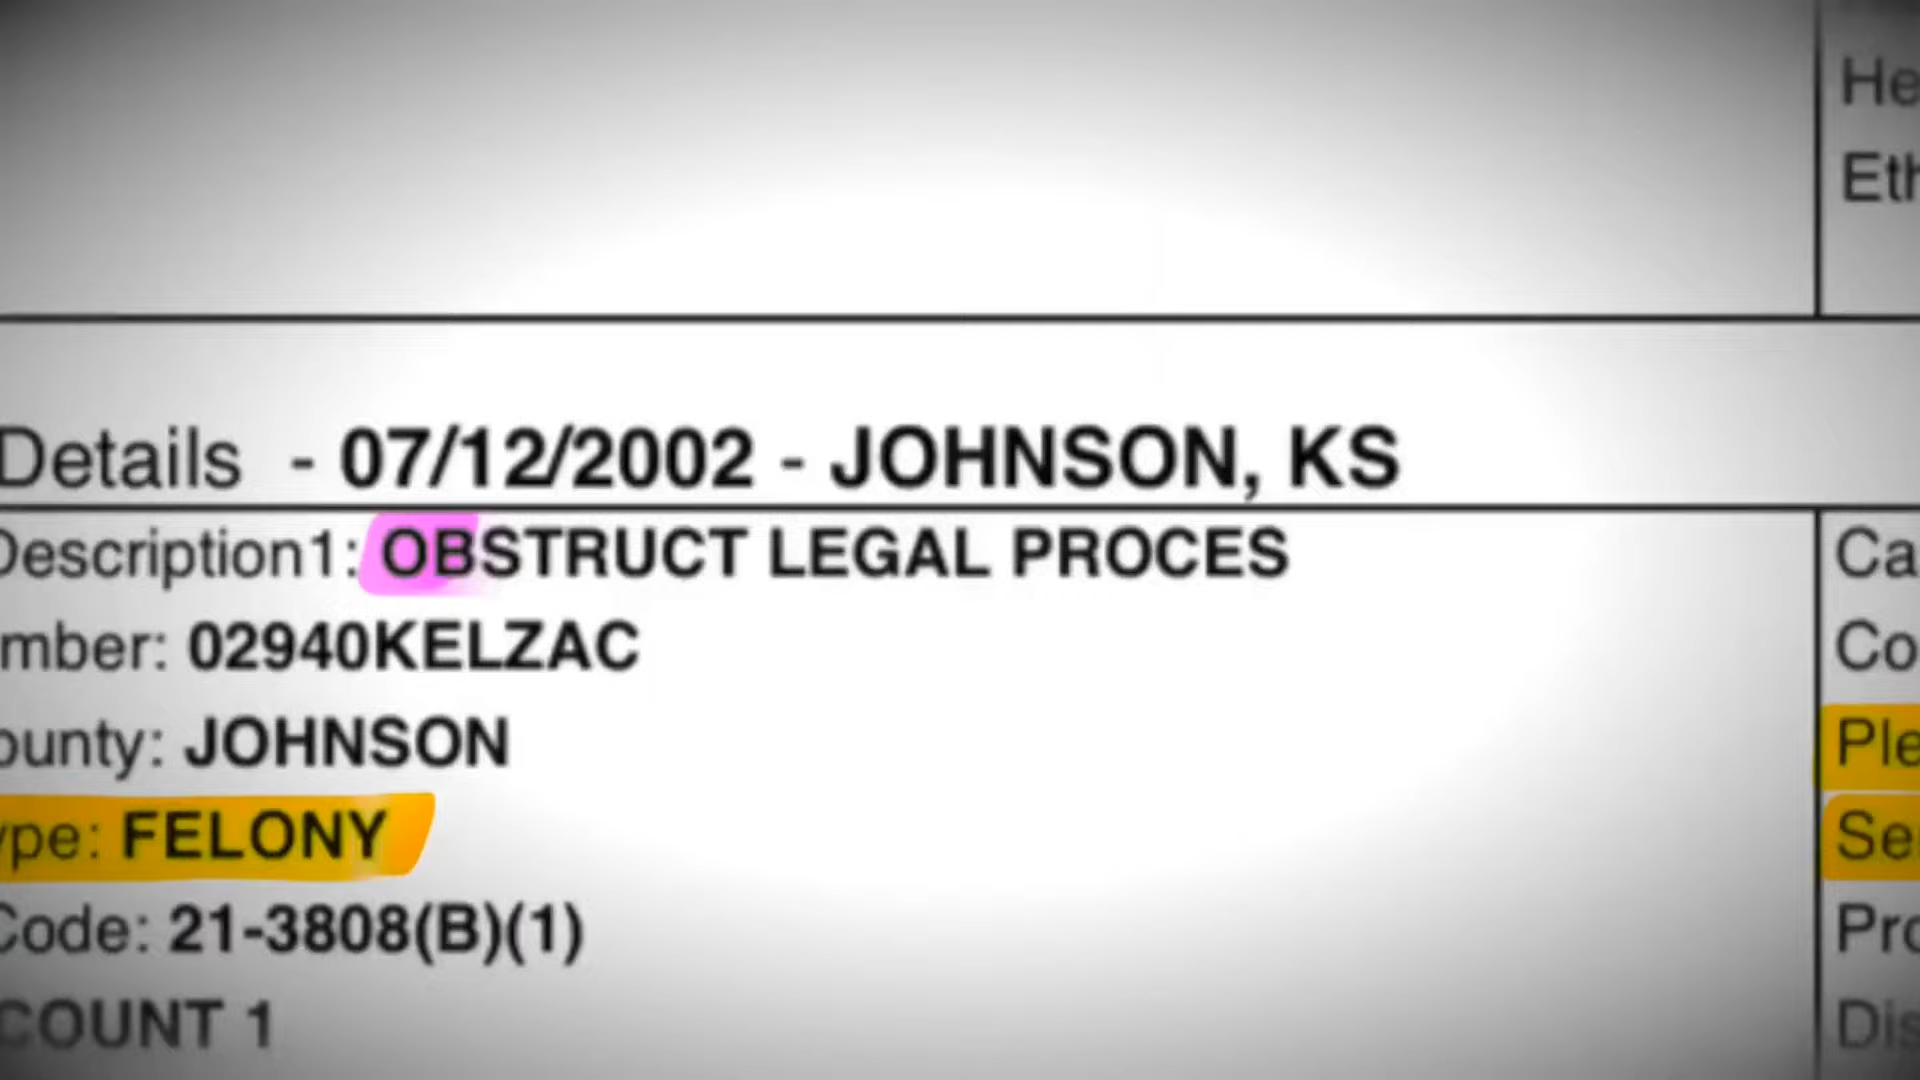 He
Eth
Details - 07/12/2002 - JOHNSON, KS
Description1: OBSTRUCT LEGAL PROCES
mber: 02940KELZAC
ounty: JOHNSON
ype: FELONY
Code: 21-3808(B)(1)
COUNT 1
Ca
Co
Ple
Se
Pro
Dis